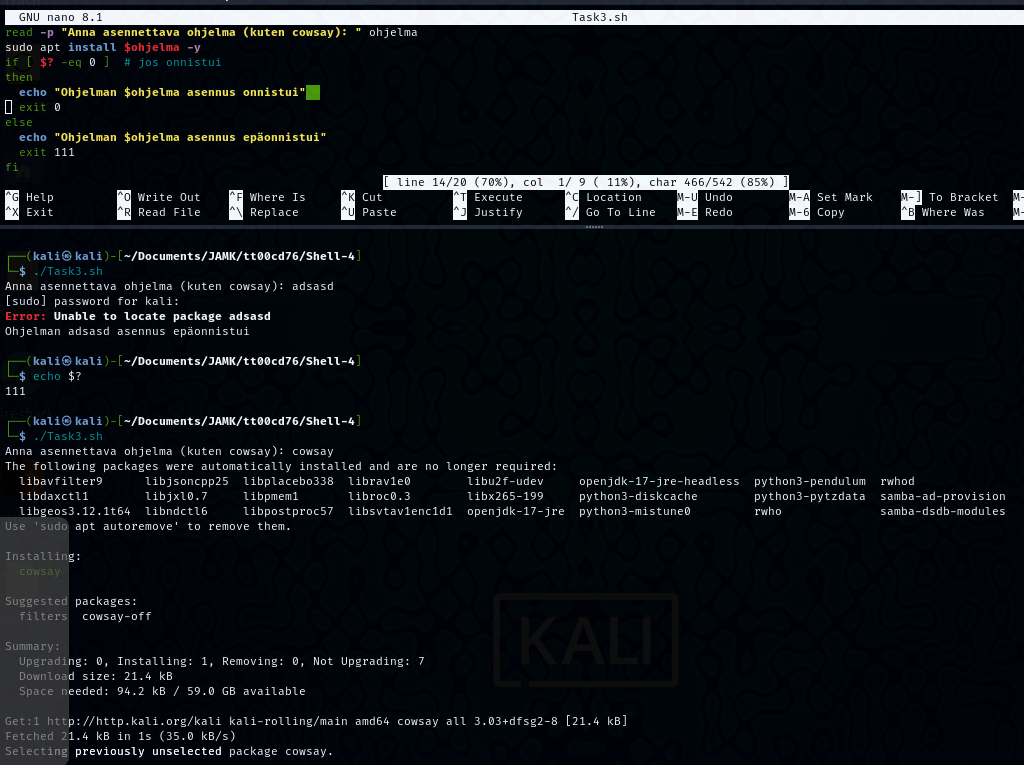 GNU nano 8.1 Task3.sh
read -p "Anna asennettava ohjelma (kuten cowsay): " ohjelma
sudo apt install $ohjelma -y
if [ $? -eq 0 ]  # jos onnistui
then
  echo "Ohjelman $ohjelma asennus onnistui"
  exit 0
else
  echo "Ohjelman $ohjelma asennus epäonnistui"
  exit 111
fi
[ line 14/20 (70%), col  1/ 9 ( 11%), char 466/542 (85%) ]
^G Help ^O Write Out ^F Where Is ^K Cut ^T Execute ^C Location M-U Undo M-A Set Mark M-] To Bracket M-
^X Exit ^R Read File ^\ Replace ^U Paste ^J Justify ^/ Go To Line M-E Redo M-6 Copy ^B Where Was M-
┌──(kali㉿kali)-[~/Documents/JAMK/tt00cd76/Shell-4]
└─$ ./Task3.sh
Anna asennettava ohjelma (kuten cowsay): adsasd
[sudo] password for kali:
Error: Unable to locate package adsasd
Ohjelman adsasd asennus epäonnistui
┌──(kali㉿kali)-[~/Documents/JAMK/tt00cd76/Shell-4]
└─$ echo $?
111
┌──(kali㉿kali)-[~/Documents/JAMK/tt00cd76/Shell-4]
└─$ ./Task3.sh
Anna asennettava ohjelma (kuten cowsay): cowsay
The following packages were automatically installed and are no longer required:
  libavfilter9 libjsoncpp25 libplacebo338 librav1e0 libu2f-udev openjdk-17-jre-headless python3-pendulum rwhod
  libdaxctl1 libjxl0.7 libpmem1 libroc0.3 libx265-199 python3-diskcache python3-pytzdata samba-ad-provision
  libgeos3.12.1t64 libndctl6 libpostproc57 libsvtav1enc1d1 openjdk-17-jre python3-mistune0 rwho samba-dsdb-modules
Use 'sudo apt autoremove' to remove them.
Installing:
  cowsay
Suggested packages:
  filters  cowsay-off
Summary:
  Upgrading: 0, Installing: 1, Removing: 0, Not Upgrading: 7
  Download size: 21.4 kB
  Space needed: 94.2 kB / 59.0 GB available
KALI
Get:1 http://http.kali.org/kali kali-rolling/main amd64 cowsay all 3.03+dfsg2-8 [21.4 kB]
Fetched 21.4 kB in 1s (35.0 kB/s)
Selecting previously unselected package cowsay.